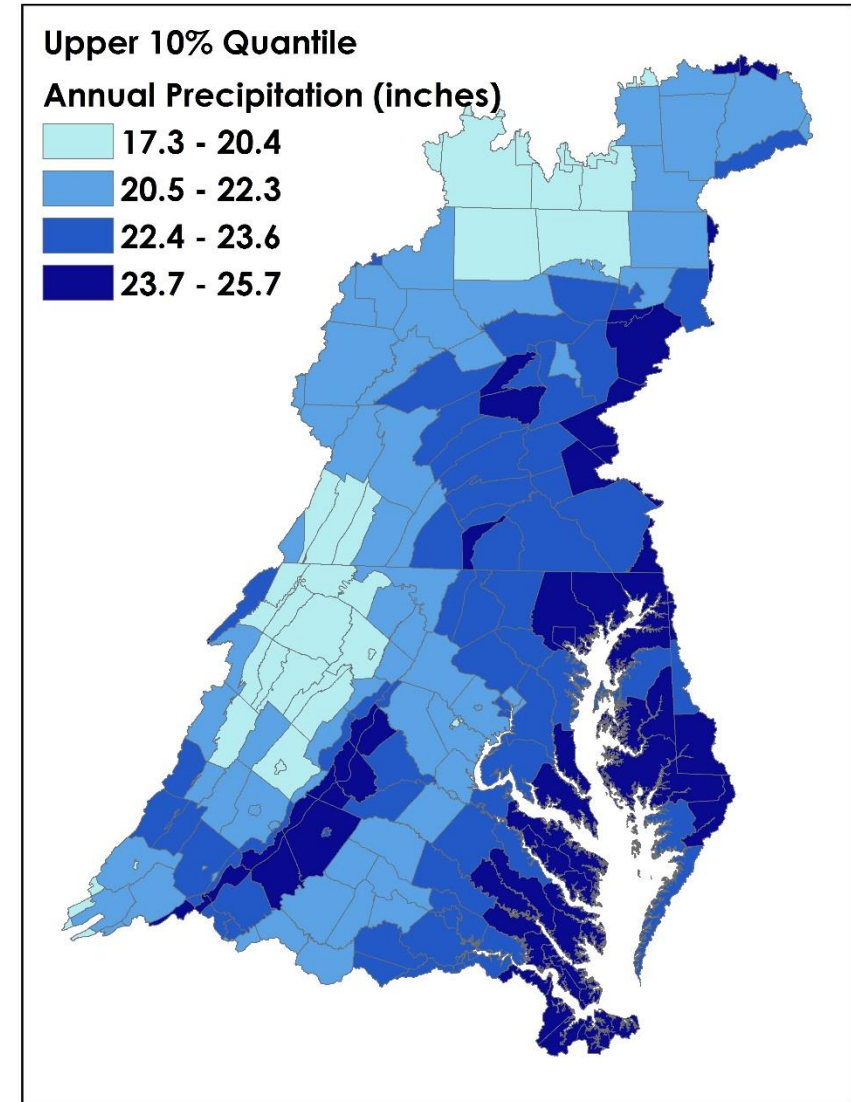 Upper 10% Quantile
Annual Precipitation (inches)
17.3 - 20.4
20.5 - 22.3
22.4 - 23.6
23.7 - 25.7